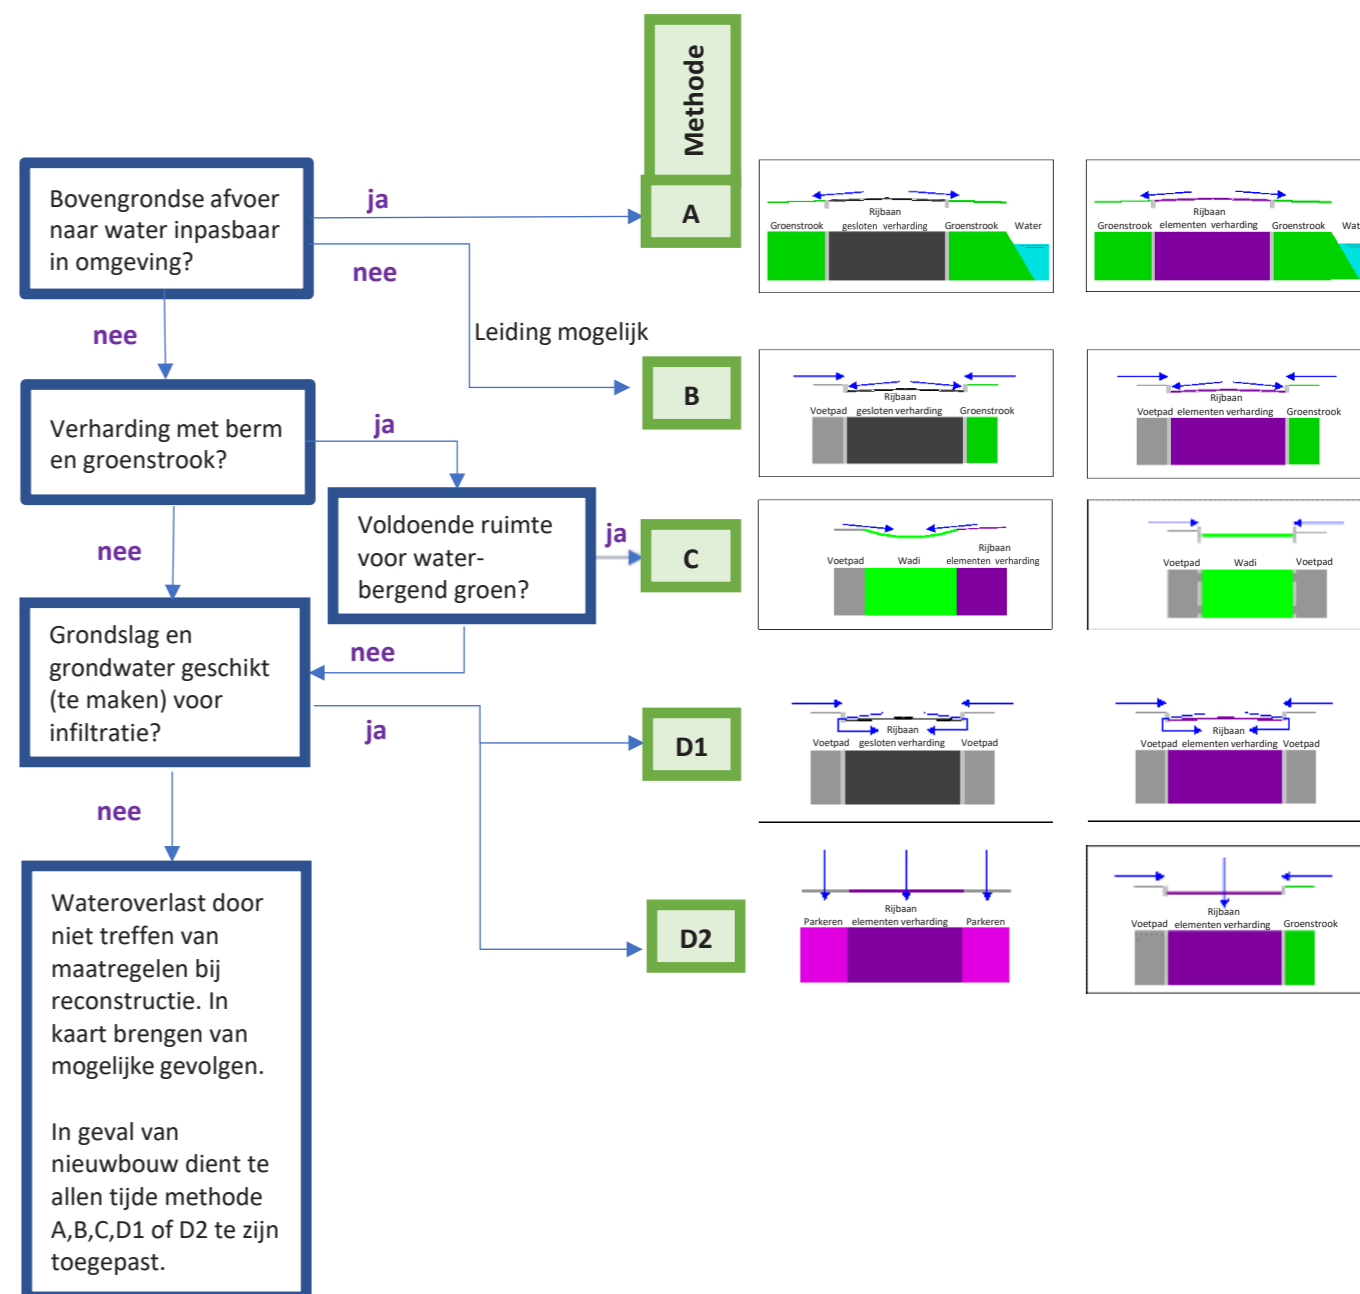 Methode
Bovengrondse afvoer
naar water inpasbaar
in omgeving?
ja
nee
nee
Leiding mogelijk
A
Rijbaan
Groenstrook gesloten verharding Groenstrook Water
Rijbaan
Groenstrook elementen verharding Groenstrook Wat
Verharding met berm
en groenstrook?
ja
nee
B
Rijbaan
Voetpad gesloten verharding Groenstrook
Rijbaan
Voetpad elementen verharding Groenstrook
Voldoende ruimte
voor water-
bergend groen?
ja
nee
C
Rijbaan
Voetpad Wadi elementen verharding
Voetpad Wadi Voetpad
Grondslag en
grondwater geschikt
(te maken) voor
infiltratie?
ja
nee
D1
Rijbaan
Voetpad gesloten verharding Voetpad
Rijbaan
Voetpad elementen verharding Voetpad
D2
Rijbaan
Parkeren elementen verharding Parkeren
Rijbaan
Voetpad elementen verharding Groenstrook
Wateroverlast door
niet treffen van
maatregelen bij
reconstructie. In
kaart brengen van
mogelijke gevolgen.
In geval van
nieuwbouw dient te
allen tijde methode
A,B,C,D1 of D2 te zijn
toegepast.